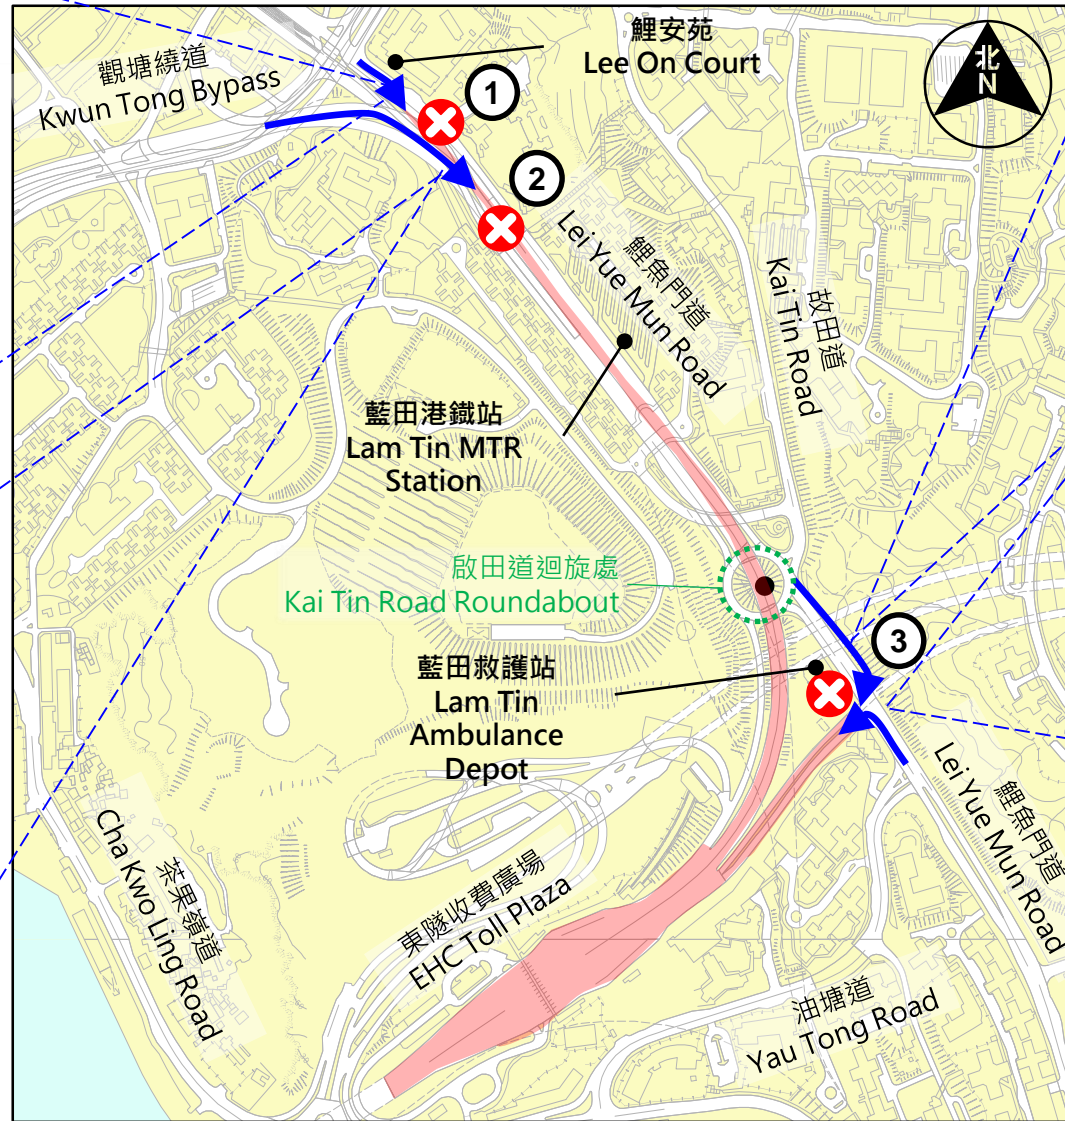 鯉安苑
Lee On Court
北
N
觀塘繞道
Kwun Tong Bypass
1
2
鯉魚門道
Lei Yue Mun Road
故田道
Kai Tin Road
藍田港鐵站
Lam Tin MTR
Station
啟田道迴旋處
Kai Tin Road Roundabout
3
藍田救護站
Lam Tin
Ambulance
Depot
鯉魚門道
Lei Yue Mun Road
茶果嶺道
Cha Kwo Ling Road
東隧收費廣場
EHC Toll Plaza
油塘道
Yau Tong Road